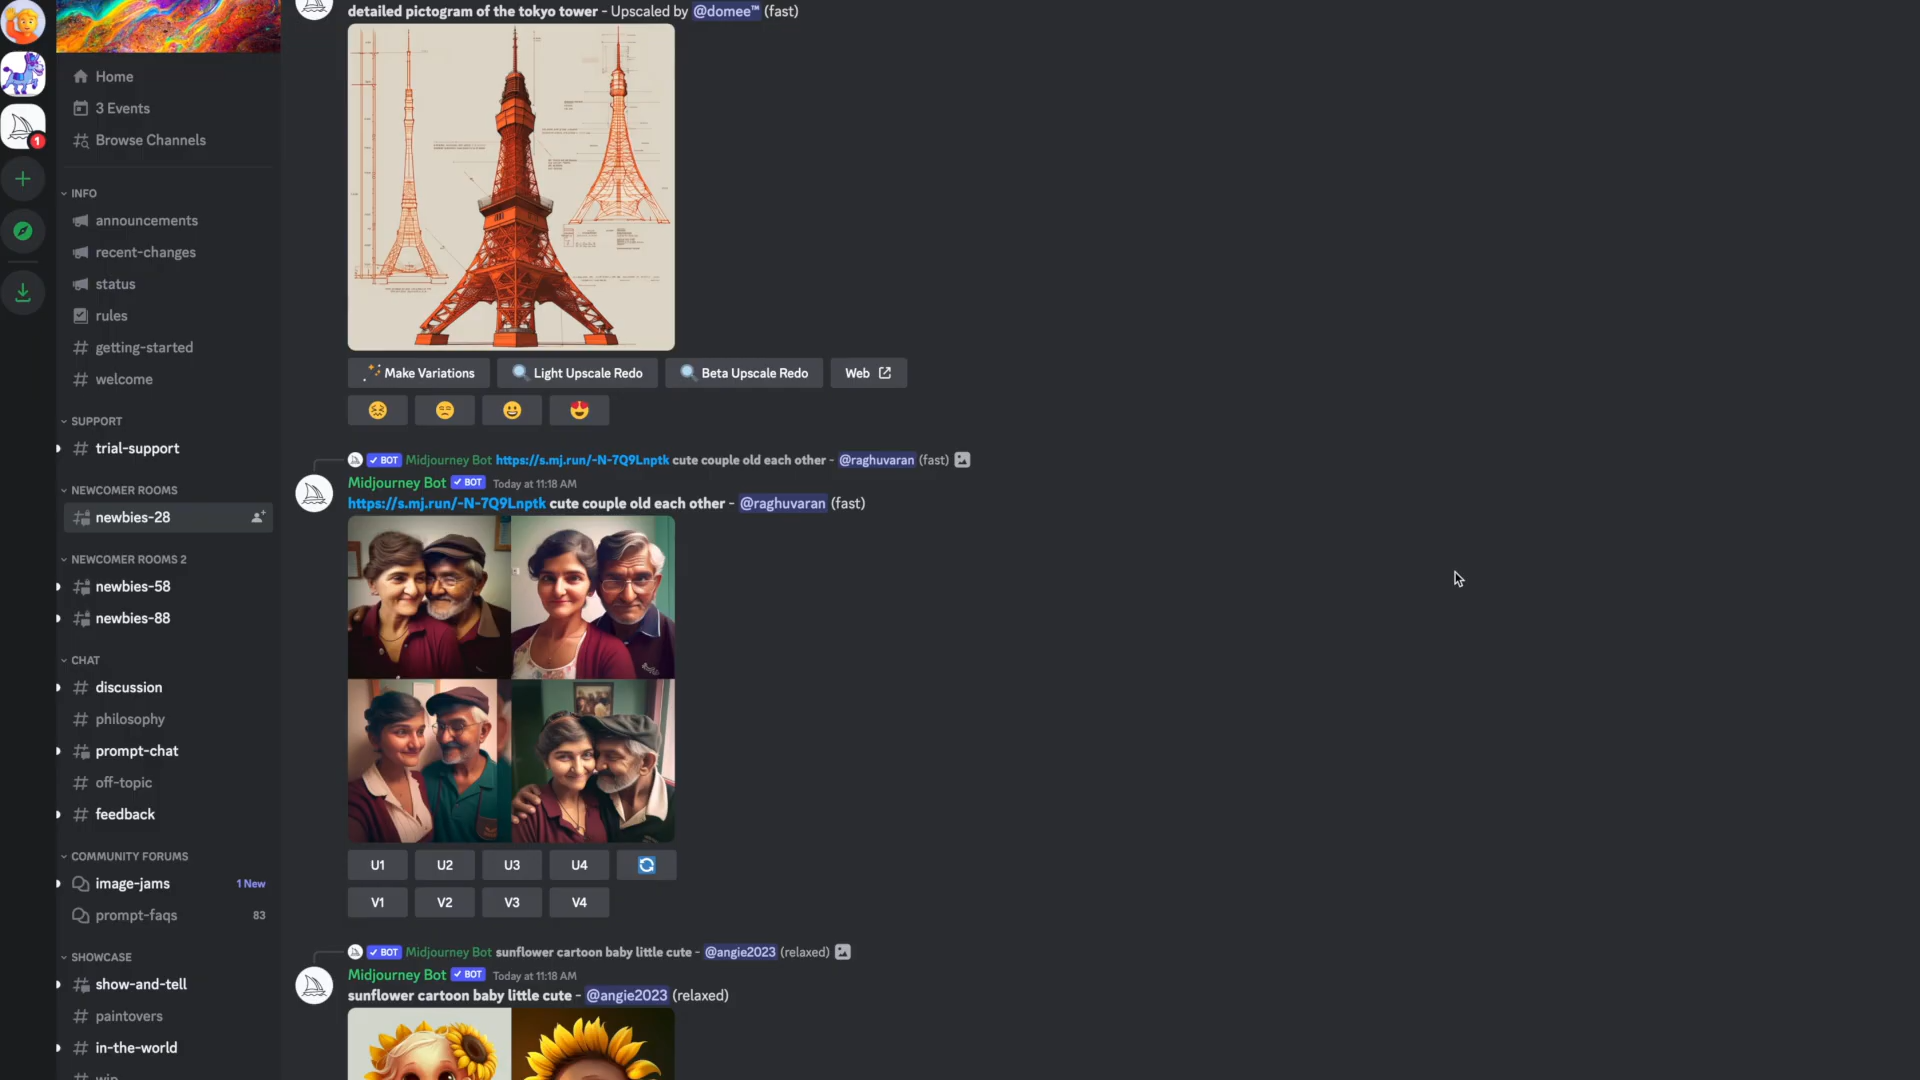 1
Home
3 Events
Browse Channels
INFO
announcements
recent-changes
status
rules
getting-started
welcome
SUPPORT
trial-support
NEWCOMER ROOMS
newbies-28
NEWCOMER ROOMS 2
newbies-58
newbies-88
CHAT
discussion
philosophy
prompt-chat
off-topic
feedback
COMMUNITY FORUMS
image-jams 1 New
prompt-faqs 83
SHOWCASE
show-and-tell
paintovers
in-the-world
detailed pictogram of the tokyo tower - Upscaled by @domee™ (fast)
Make Variations Light Upscale Redo Beta Upscale Redo Web
BOT Midjourney Bot https://s.mj.run/-N-7Q9Lnptk cute couple old each other - @raghuvaran (fast)
Midjourney Bot BOT Today at 11:18 AM
https://s.mj.run/-N-7Q9Lnptk cute couple old each other - @raghuvaran (fast)
U1 U2 U3 U4
V1 V2 V3 V4
BOT Midjourney Bot sunflower cartoon baby little cute - @angie2023 (relaxed)
Midjourney Bot BOT Today at 11:18 AM
sunflower cartoon baby little cute - @angie2023 (relaxed)